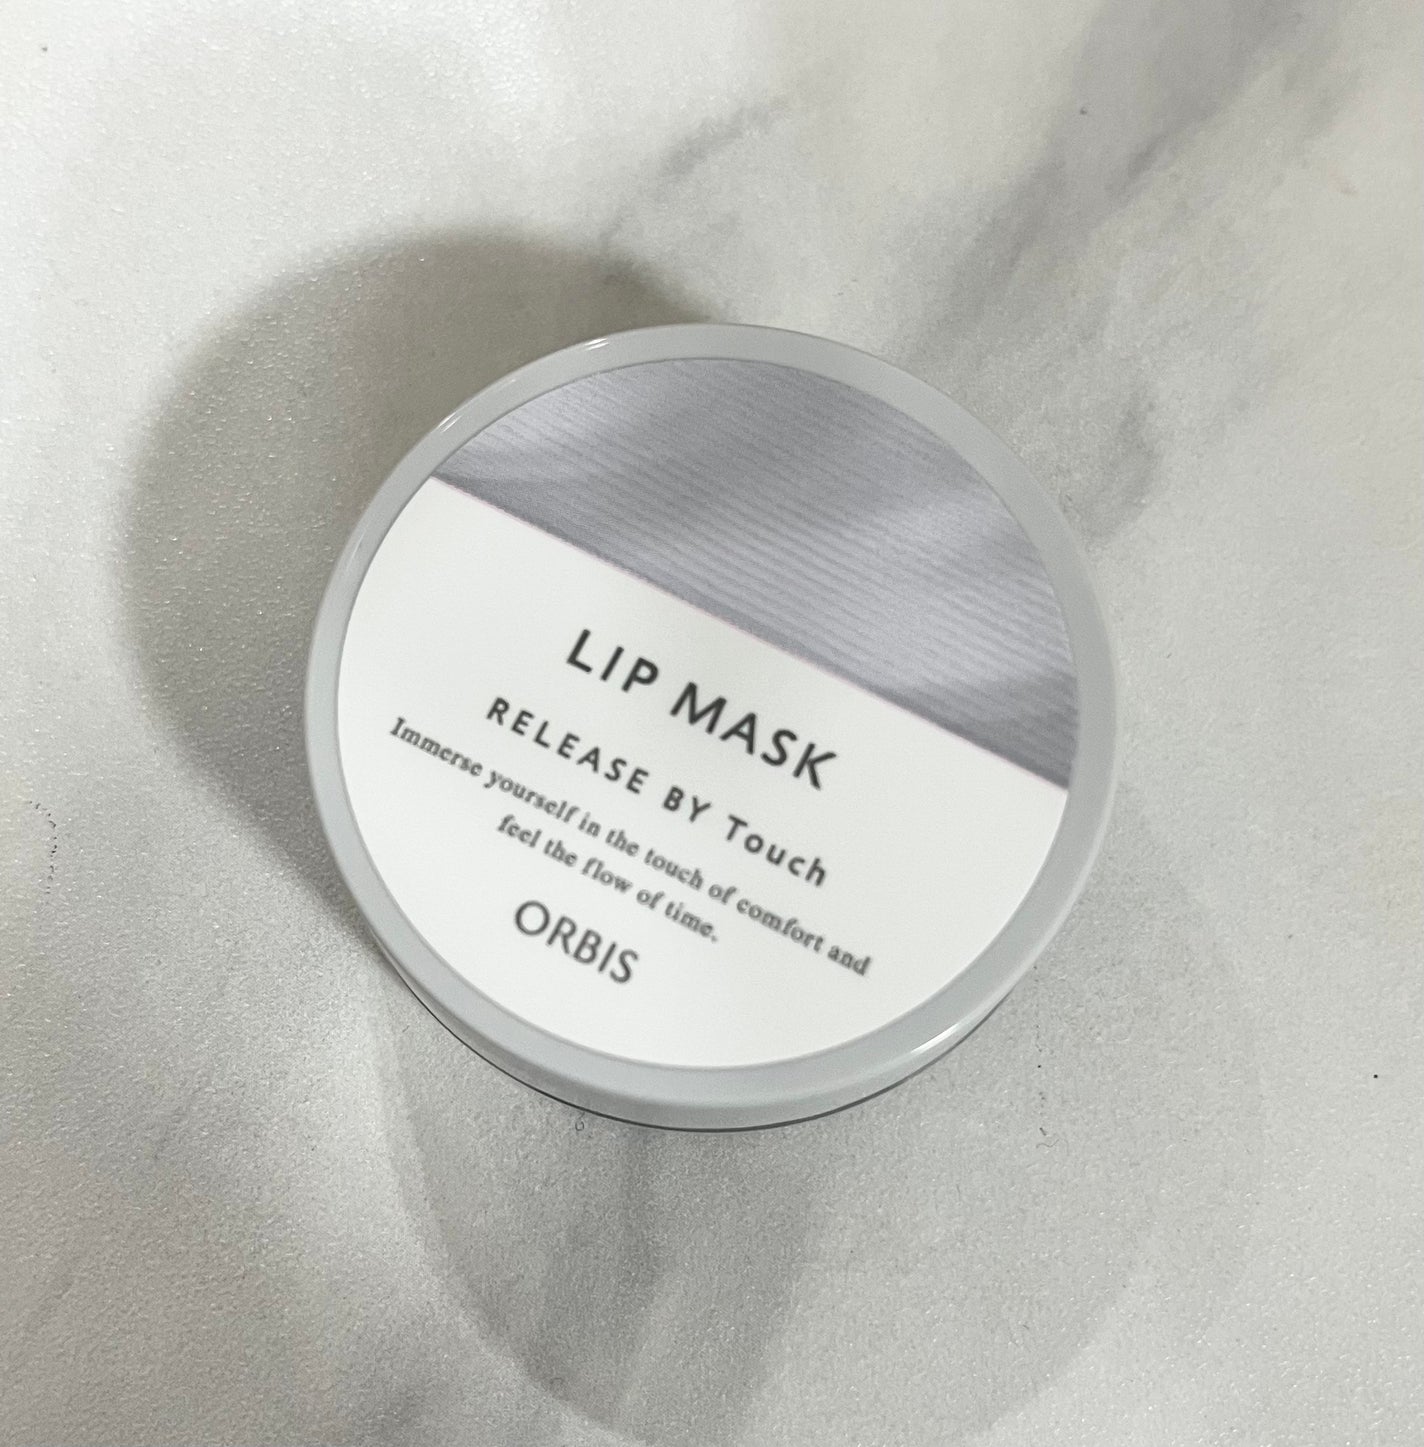 LIP MASK
RELEASE BY Touch
Immerse yourself in the touch of comfort and
feel the flow of time.
ORBIS